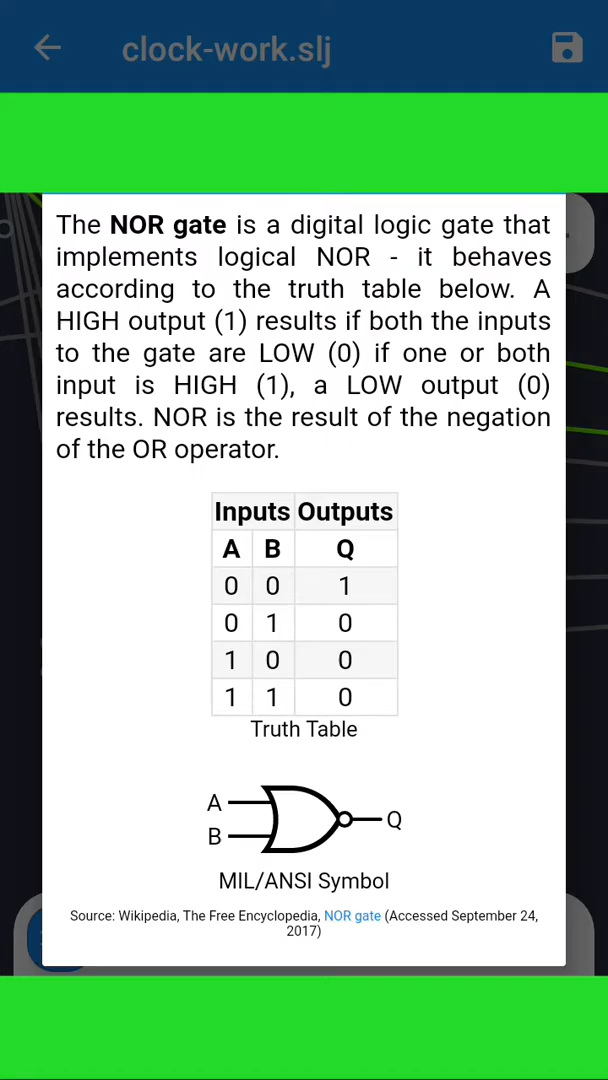 clock-work.slj
The NOR gate is a digital logic gate that
implements logical NOR - it behaves
according to the truth table below. A
HIGH output (1) results if both the inputs
to the gate are LOW (0) if one or both
input is HIGH (1), a LOW output (0)
results. NOR is the result of the negation
of the OR operator.
Inputs Outputs
A B Q
0 0 1
0 1 0
1 0 0
1 1 0
Truth Table
A
B
Q
MIL/ANSI Symbol
Source: Wikipedia, The Free Encyclopedia, NOR gate (Accessed September 24,
2017)